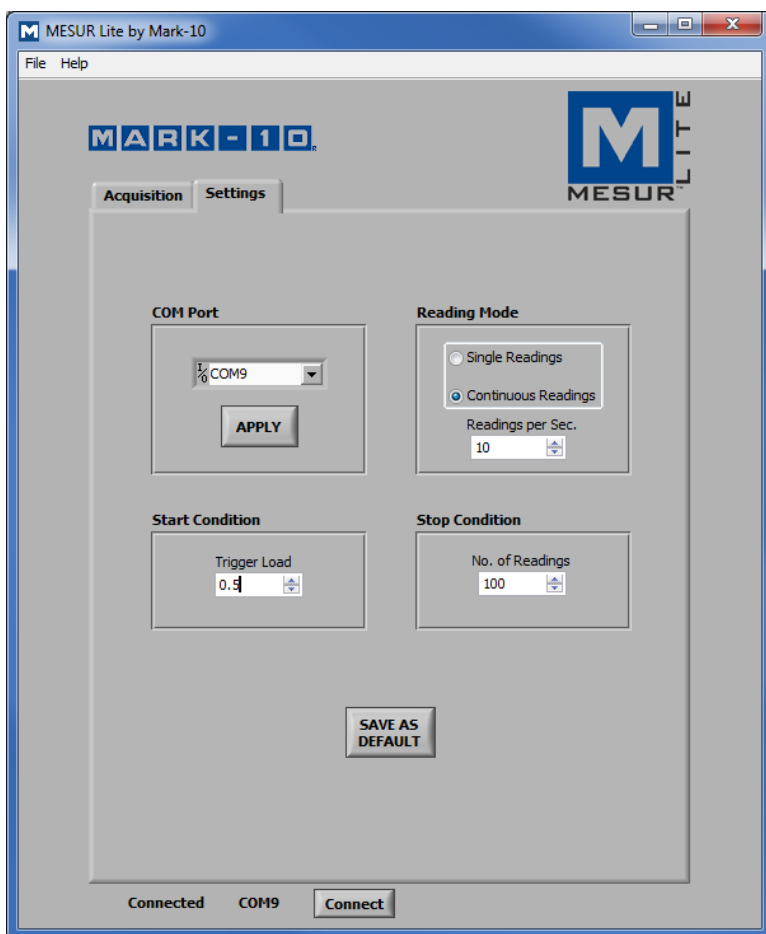 MESUR Lite by Mark-10
File Help
MARK-10®
M
MESUR™
LITE
Acquisition Settings
COM Port
I/O COM9
APPLY
Reading Mode
Single Readings
Continuous Readings
Readings per Sec.
10
Start Condition
Trigger Load
0.5
Stop Condition
No. of Readings
100
SAVE AS
DEFAULT
Connected COM9 Connect